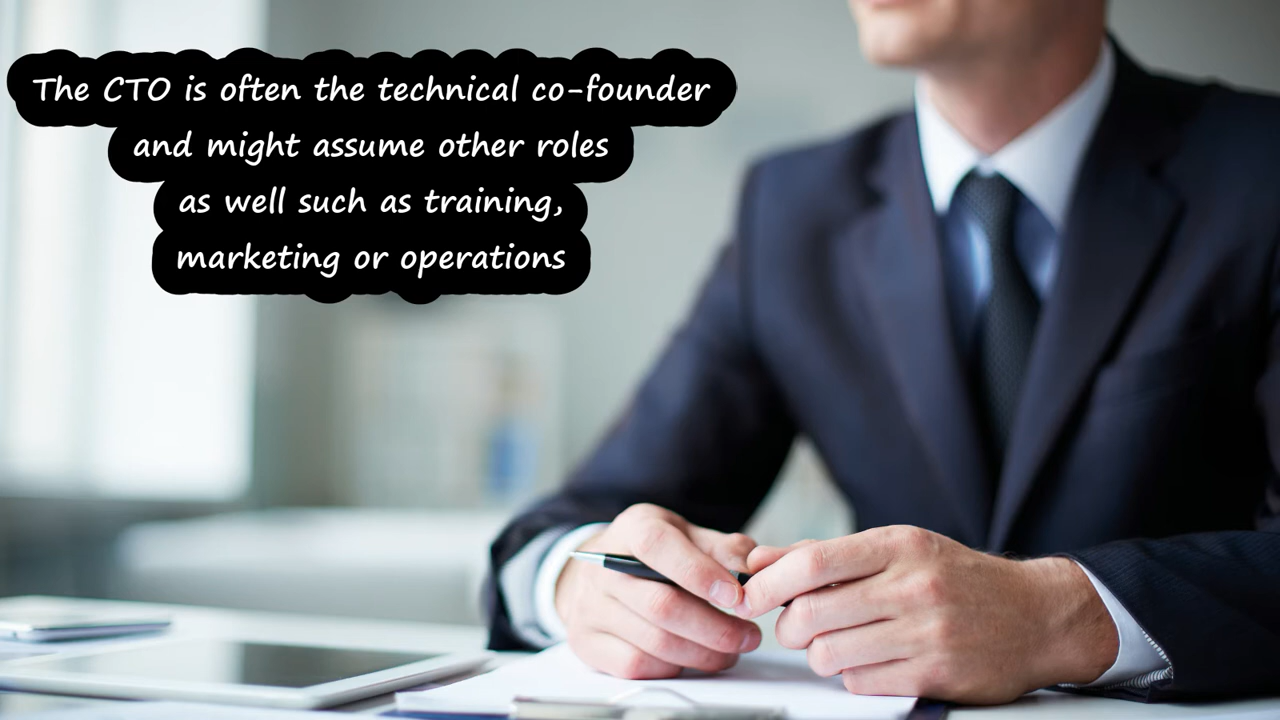 The CTO is often the technical co-founder
and might assume other roles
as well such as training,
marketing or operations